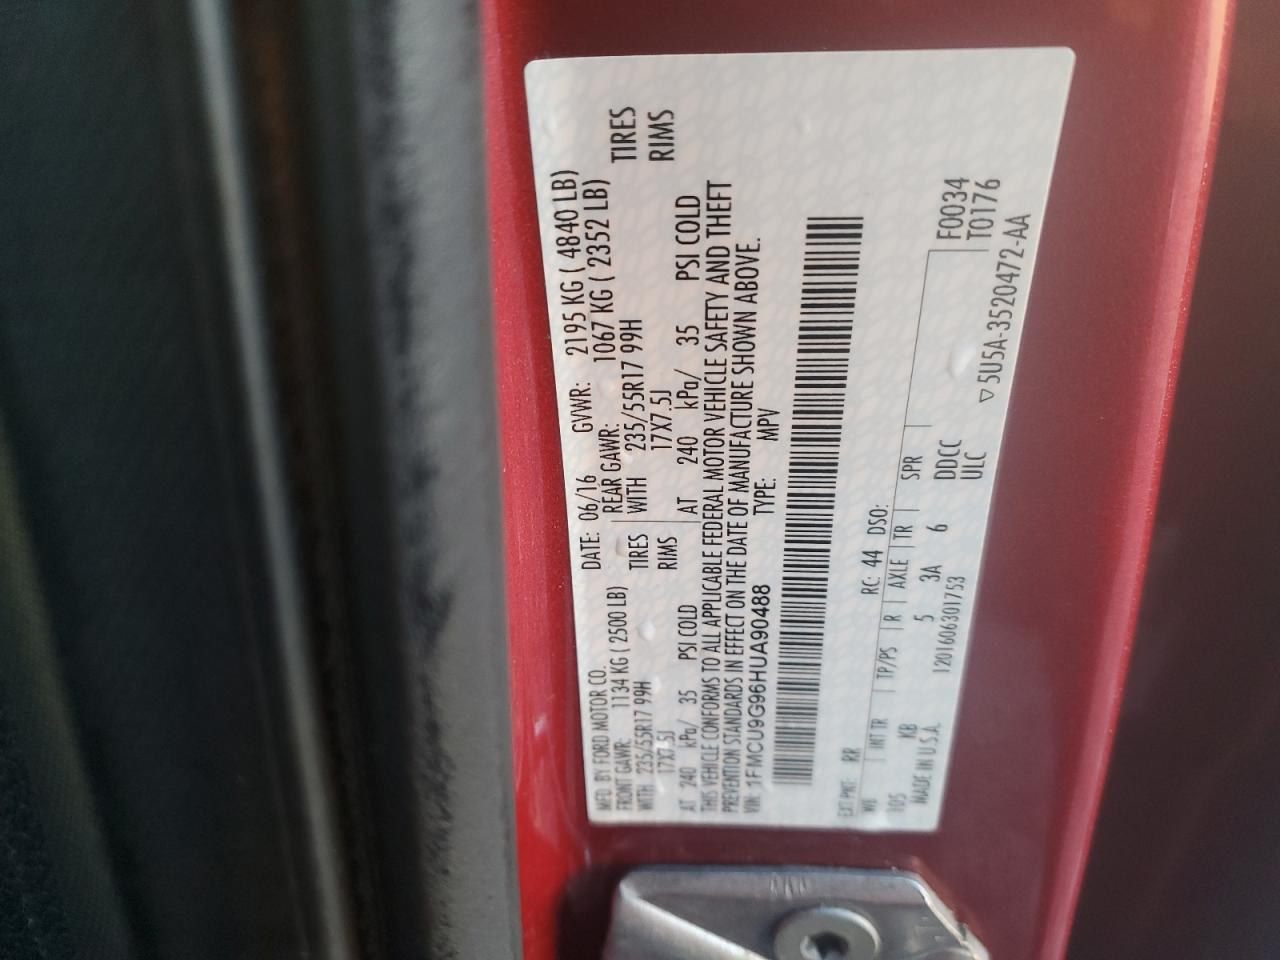 MFD. BY FORD MOTOR CO. DATE: 06/16 GVWR: 2195 KG ( 4840 LB)
FRONT GAWR: 1134 KG ( 2500 LB) REAR GAWR: 1067 KG ( 2352 LB)
WITH 235/55R17 99H TIRES WITH 235/55R17 99H TIRES
17X7.5J RIMS 17X7.5J RIMS
AT 240 kPa/ 35 PSI COLD AT 240 kPa/ 35 PSI COLD
THIS VEHICLE CONFORMS TO ALL APPLICABLE FEDERAL MOTOR VEHICLE SAFETY AND THEFT
PREVENTION STANDARDS IN EFFECT ON THE DATE OF MANUFACTURE SHOWN ABOVE.
VIN: 1FMCU9G96HUA90488 TYPE: MPV
EXT PNT: RR RC: 44 DSO:
WB INT TR TP/PS R AXLE TR SPR F0034
105 KB 5 3A 6 DDCC T0176
MADE IN U.S.A. 1201606301753 ULC ▽5U5A-3520472-AA